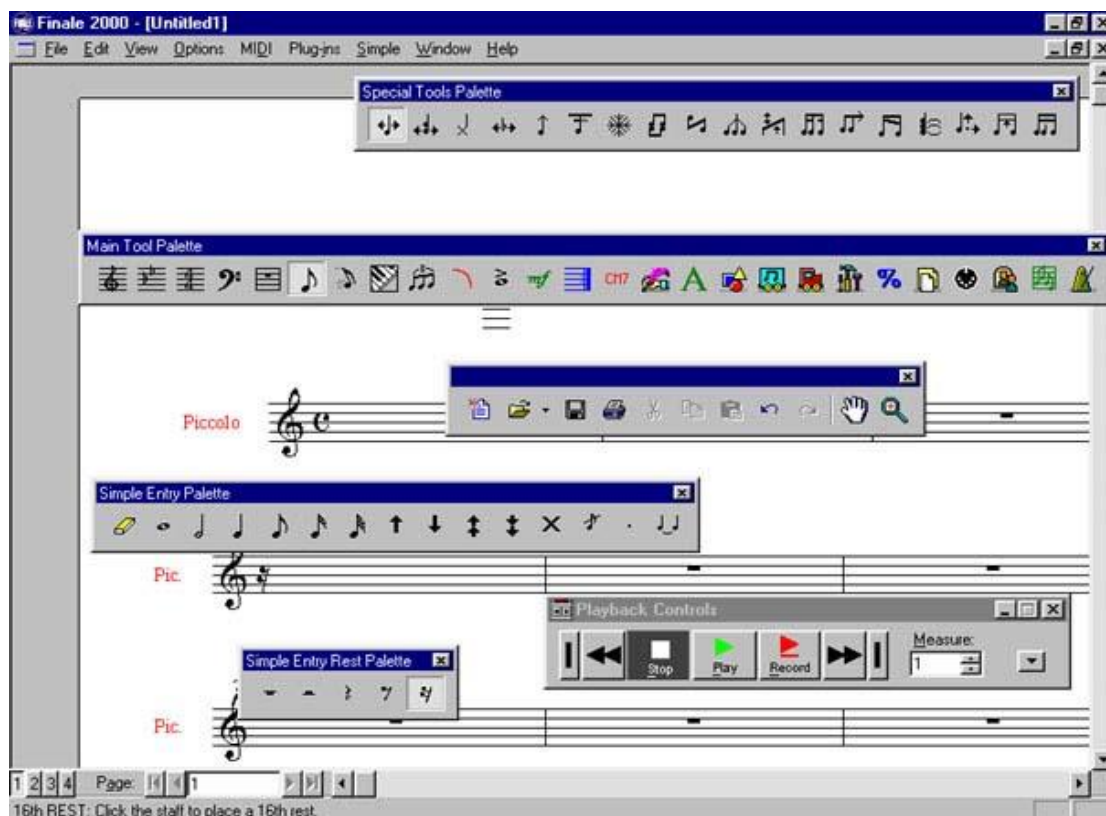 Finale 2000 - [Untitled1]
File Edit View Options MIDI Plug-ins Simple Window Help
Special Tools Palette
Main Tool Palette
mf CM7 A %
Piccolo
Simple Entry Palette
Pic.
Playback Controls
Stop Play Record
Measure:
1
Simple Entry Rest Palette
Pic.
1 2 3 4 Page: 1
16th REST: Click the staff to place a 16th rest.